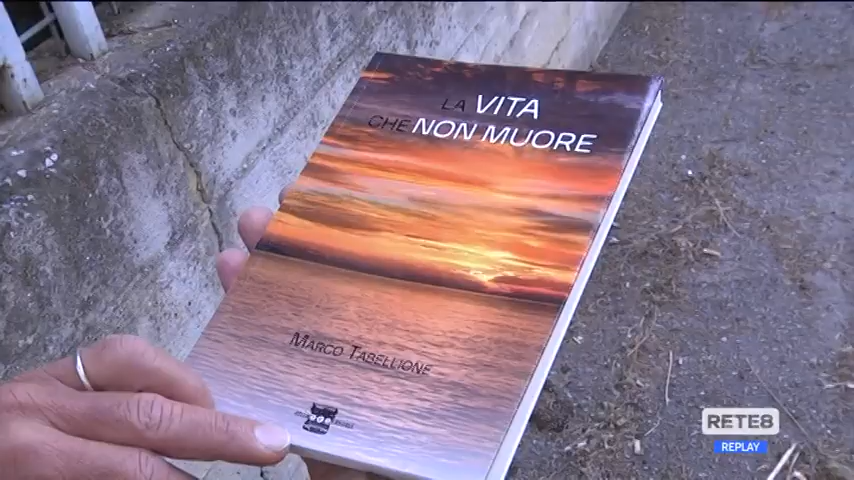 LA VITA
CHE NON MUORE
MARCO TABELLIONE
RETE8
REPLAY